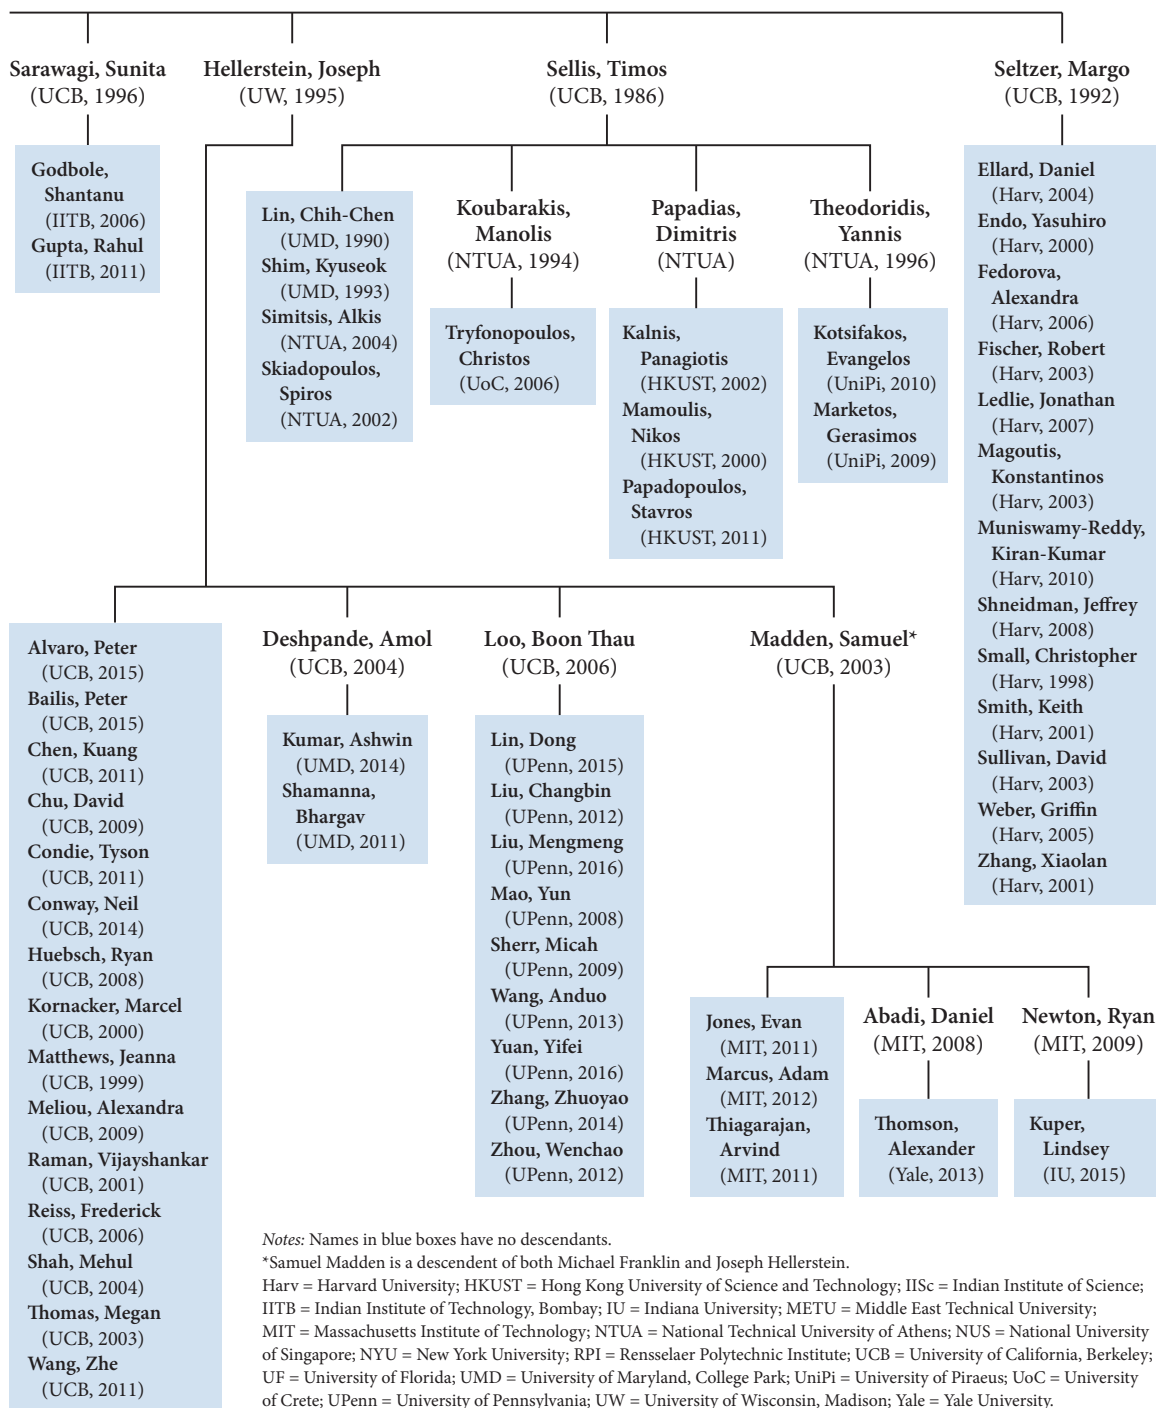 Sarawagi, Sunita
(UCB, 1996)
Hellerstein, Joseph
(UW, 1995)
Sellis, Timos
(UCB, 1986)
Seltzer, Margo
(UCB, 1992)
Godbole,
Shantanu
(IITB, 2006)
Gupta, Rahul
(IITB, 2011)
Lin, Chih-Chen
(UMD, 1990)
Shim, Kyuseok
(UMD, 1993)
Simitsis, Alkis
(NTUA, 2004)
Skiadopoulos,
Spiros
(NTUA, 2002)
Koubarakis,
Manolis
(NTUA, 1994)
Tryfonopoulos,
Christos
(UoC, 2006)
Papadias,
Dimitris
(NTUA)
Kalnis,
Panagiotis
(HKUST, 2002)
Mamoulis,
Nikos
(HKUST, 2000)
Papadopoulos,
Stavros
(HKUST, 2011)
Theodoridis,
Yannis
(NTUA, 1996)
Kotsifakos,
Evangelos
(UniPi, 2010)
Marketos,
Gerasimos
(UniPi, 2009)
Ellard, Daniel
(Harv, 2004)
Endo, Yasuhiro
(Harv, 2000)
Fedorova,
Alexandra
(Harv, 2006)
Fischer, Robert
(Harv, 2003)
Ledlie, Jonathan
(Harv, 2007)
Magoutis,
Konstantinos
(Harv, 2003)
Muniswamy-Reddy,
Kiran-Kumar
(Harv, 2010)
Shneidman, Jeffrey
(Harv, 2008)
Small, Christopher
(Harv, 1998)
Smith, Keith
(Harv, 2001)
Sullivan, David
(Harv, 2003)
Weber, Griffin
(Harv, 2005)
Zhang, Xiaolan
(Harv, 2001)
Alvaro, Peter
(UCB, 2015)
Bailis, Peter
(UCB, 2015)
Chen, Kuang
(UCB, 2011)
Chu, David
(UCB, 2009)
Condie, Tyson
(UCB, 2011)
Conway, Neil
(UCB, 2014)
Huebsch, Ryan
(UCB, 2008)
Kornacker, Marcel
(UCB, 2000)
Matthews, Jeanna
(UCB, 1999)
Meliou, Alexandra
(UCB, 2009)
Raman, Vijayshankar
(UCB, 2001)
Reiss, Frederick
(UCB, 2006)
Shah, Mehul
(UCB, 2004)
Thomas, Megan
(UCB, 2003)
Wang, Zhe
(UCB, 2011)
Deshpande, Amol
(UCB, 2004)
Kumar, Ashwin
(UMD, 2014)
Shamanna,
Bhargav
(UMD, 2011)
Loo, Boon Thau
(UCB, 2006)
Lin, Dong
(UPenn, 2015)
Liu, Changbin
(UPenn, 2012)
Liu, Mengmeng
(UPenn, 2016)
Mao, Yun
(UPenn, 2008)
Sherr, Micah
(UPenn, 2009)
Wang, Anduo
(UPenn, 2013)
Yuan, Yifei
(UPenn, 2016)
Zhang, Zhuoyao
(UPenn, 2014)
Zhou, Wenchao
(UPenn, 2012)
Madden, Samuel*
(UCB, 2003)
Jones, Evan
(MIT, 2011)
Marcus, Adam
(MIT, 2012)
Thiagarajan,
Arvind
(MIT, 2011)
Abadi, Daniel
(MIT, 2008)
Thomson,
Alexander
(Yale, 2013)
Newton, Ryan
(MIT, 2009)
Kuper,
Lindsey
(IU, 2015)
Notes: Names in blue boxes have no descendants.
*Samuel Madden is a descendent of both Michael Franklin and Joseph Hellerstein.
Harv = Harvard University; HKUST = Hong Kong University of Science and Technology; IISc = Indian Institute of Science;
IITB = Indian Institute of Technology, Bombay; IU = Indiana University; METU = Middle East Technical University;
MIT = Massachusetts Institute of Technology; NTUA = National Technical University of Athens; NUS = National University
of Singapore; NYU = New York University; RPI = Rensselaer Polytechnic Institute; UCB = University of California, Berkeley;
UF = University of Florida; UMD = University of Maryland, College Park; UniPi = University of Piraeus; UoC = University
of Crete; UPenn = University of Pennsylvania; UW = University of Wisconsin, Madison; Yale = Yale University.